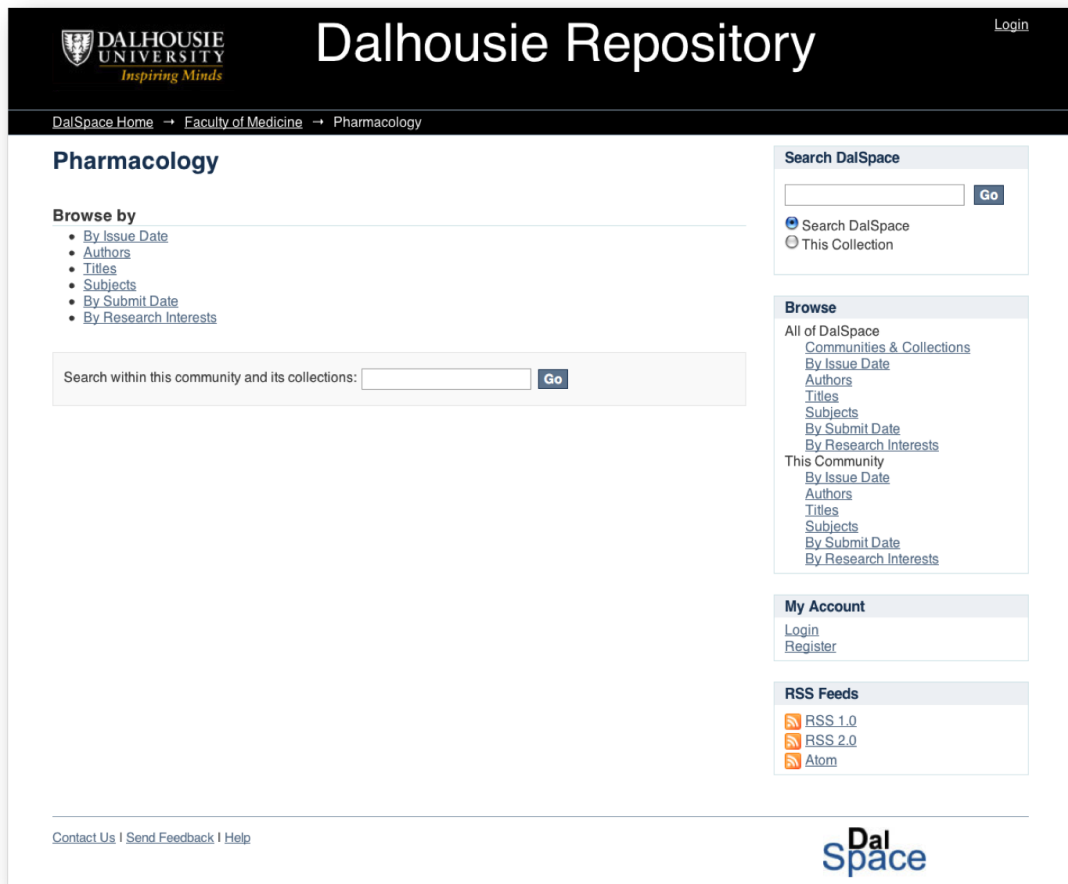 DALHOUSIE
UNIVERSITY
Inspiring Minds
Dalhousie Repository
Login
DalSpace Home → Faculty of Medicine → Pharmacology
Pharmacology
Browse by
• By Issue Date
• Authors
• Titles
• Subjects
• By Submit Date
• By Research Interests
Search within this community and its collections: Go
Search DalSpace
Go
Search DalSpace
This Collection
Browse
All of DalSpace
Communities & Collections
By Issue Date
Authors
Titles
Subjects
By Submit Date
By Research Interests
This Community
By Issue Date
Authors
Titles
Subjects
By Submit Date
By Research Interests
My Account
Login
Register
RSS Feeds
RSS 1.0
RSS 2.0
Atom
Contact Us | Send Feedback | Help
Dal
Space